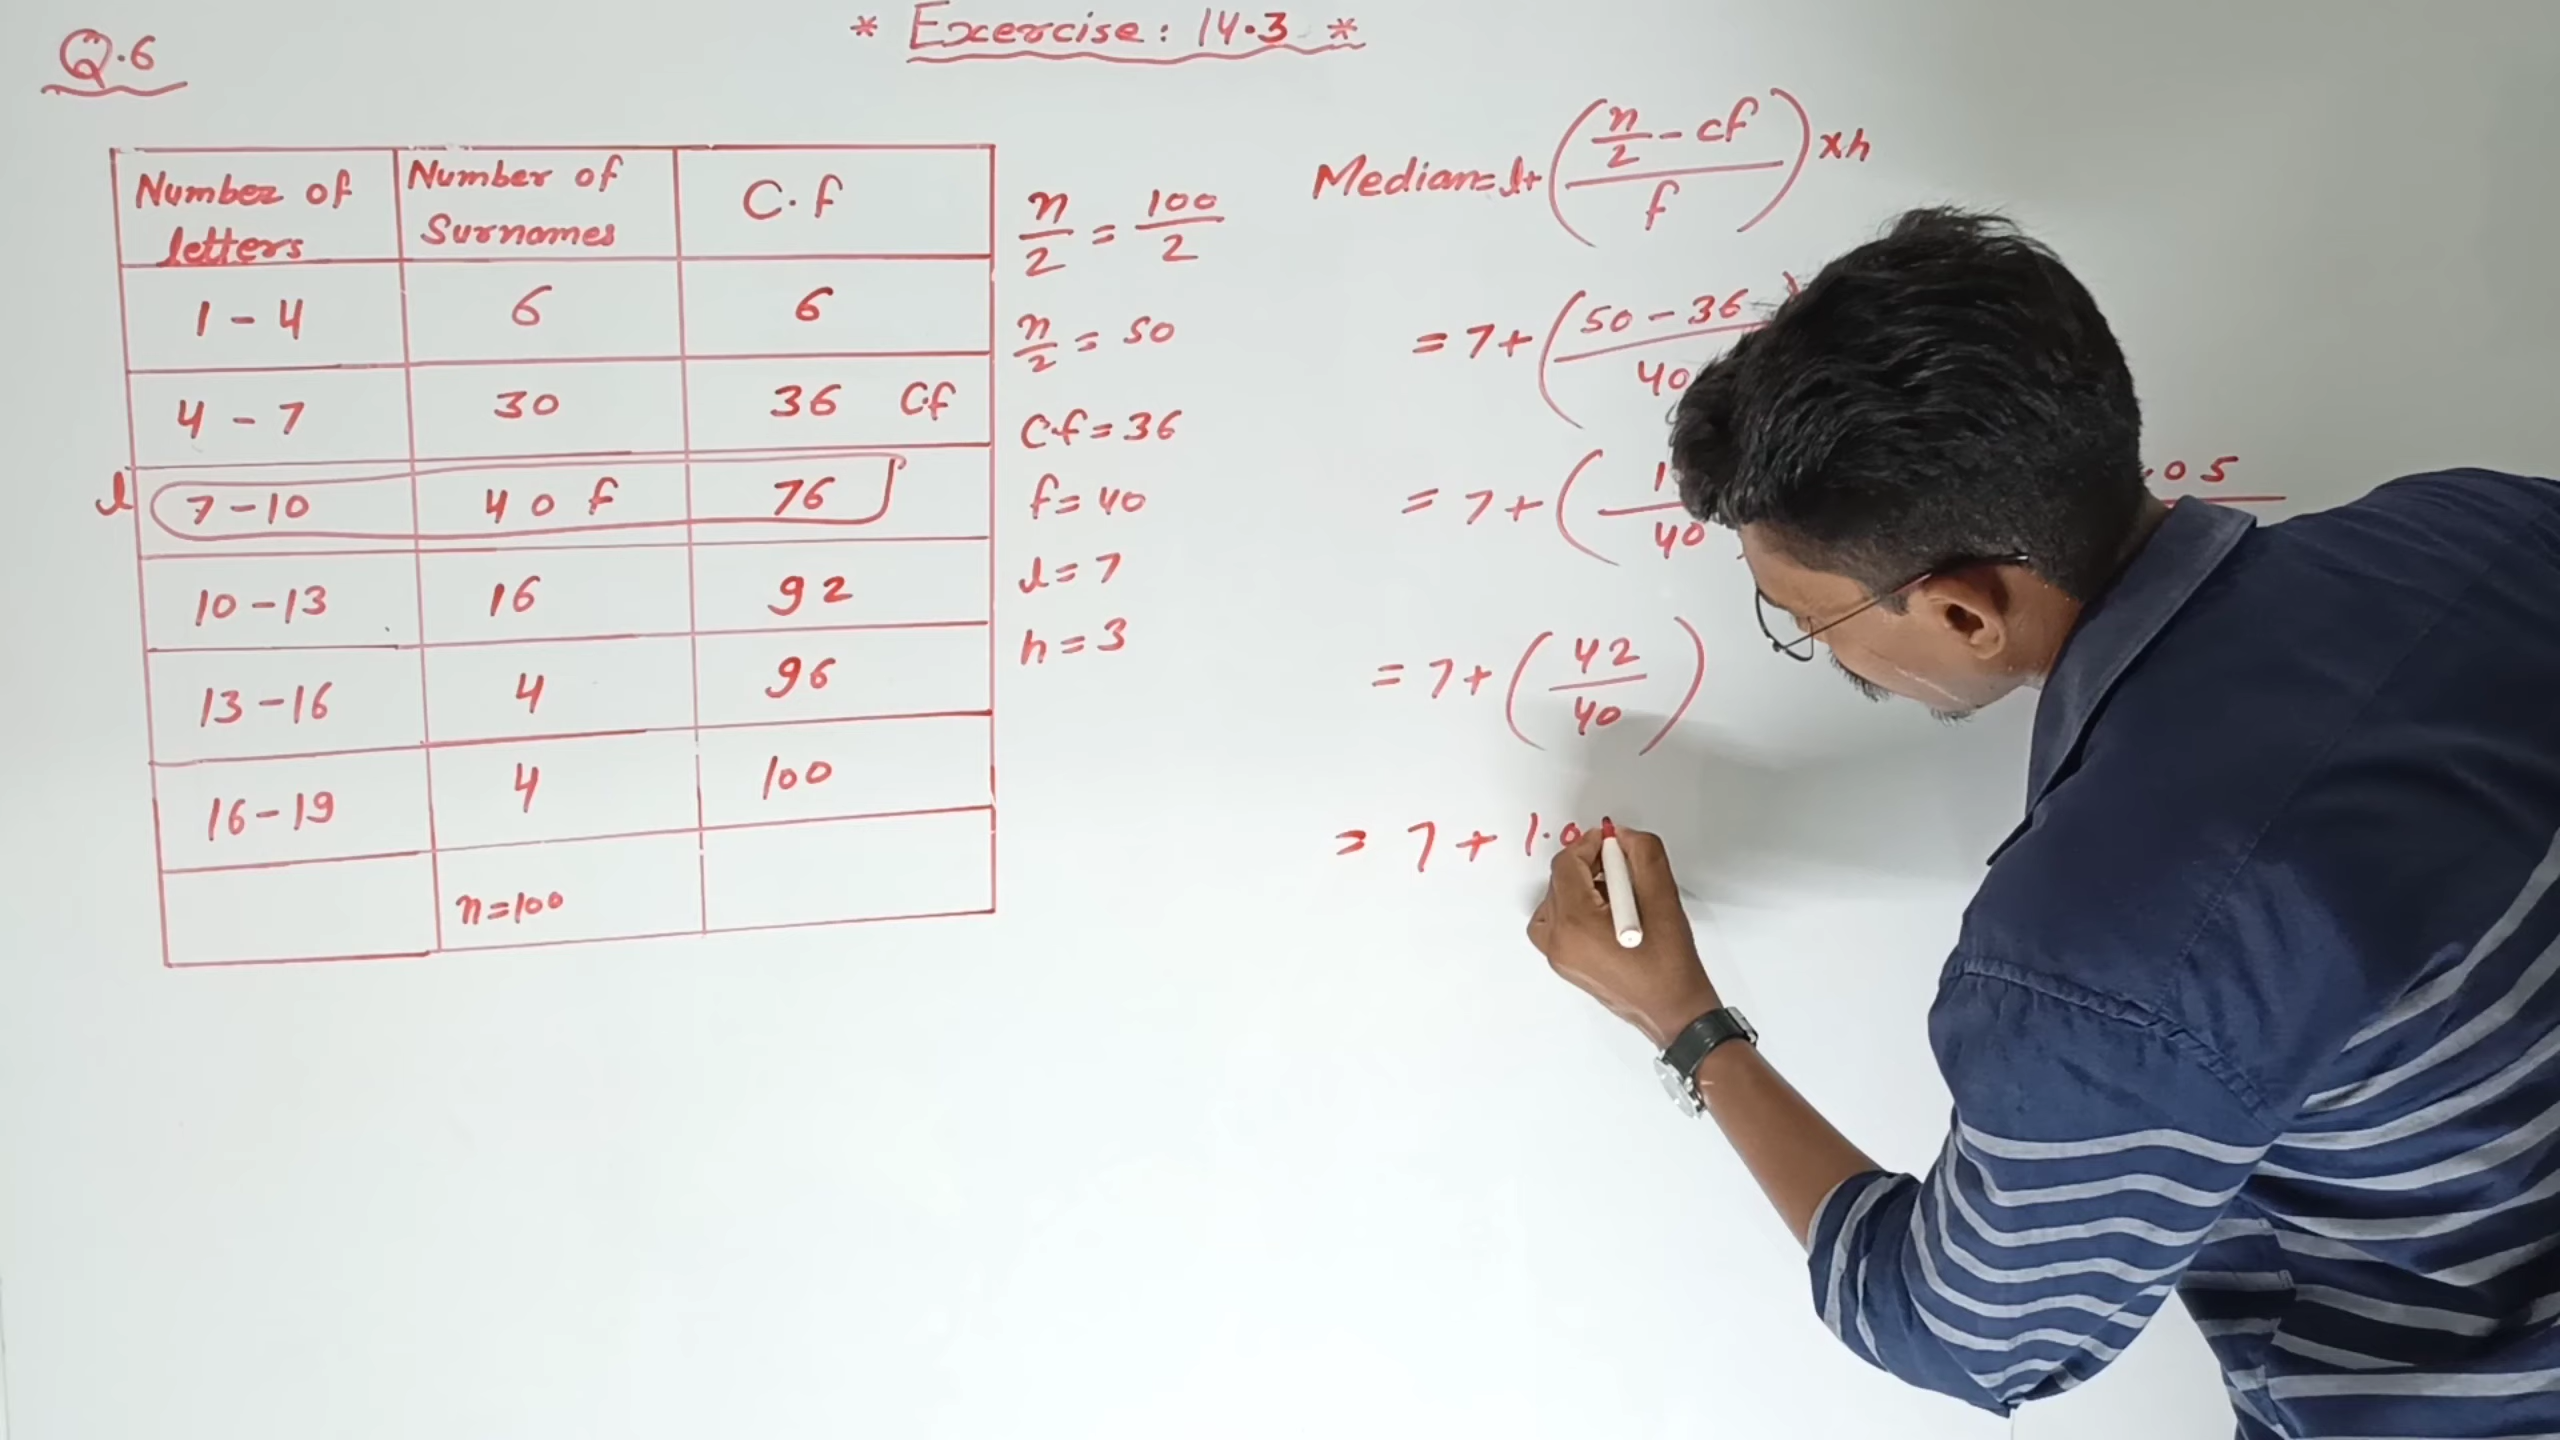 * Excercise: 14.3 *
Q.6
Number of letters | Number of Surnames | C.f
1 - 4 | 6 | 6
4 - 7 | 30 | 36 Cf
l 7-10 | 40 f | 76
10-13 | 16 | 92
13-16 | 4 | 96
16-19 | 4 | 100
n=100
n/2 = 100/2
n/2 = 50
Cf=36
f=40
l=7
h=3
Median= l+ ((n/2 - cf)/f) xh
= 7+ (50-36 / 40
= 7+ ( / 40
.05
= 7+ (42/40)
= 7 + 1.0